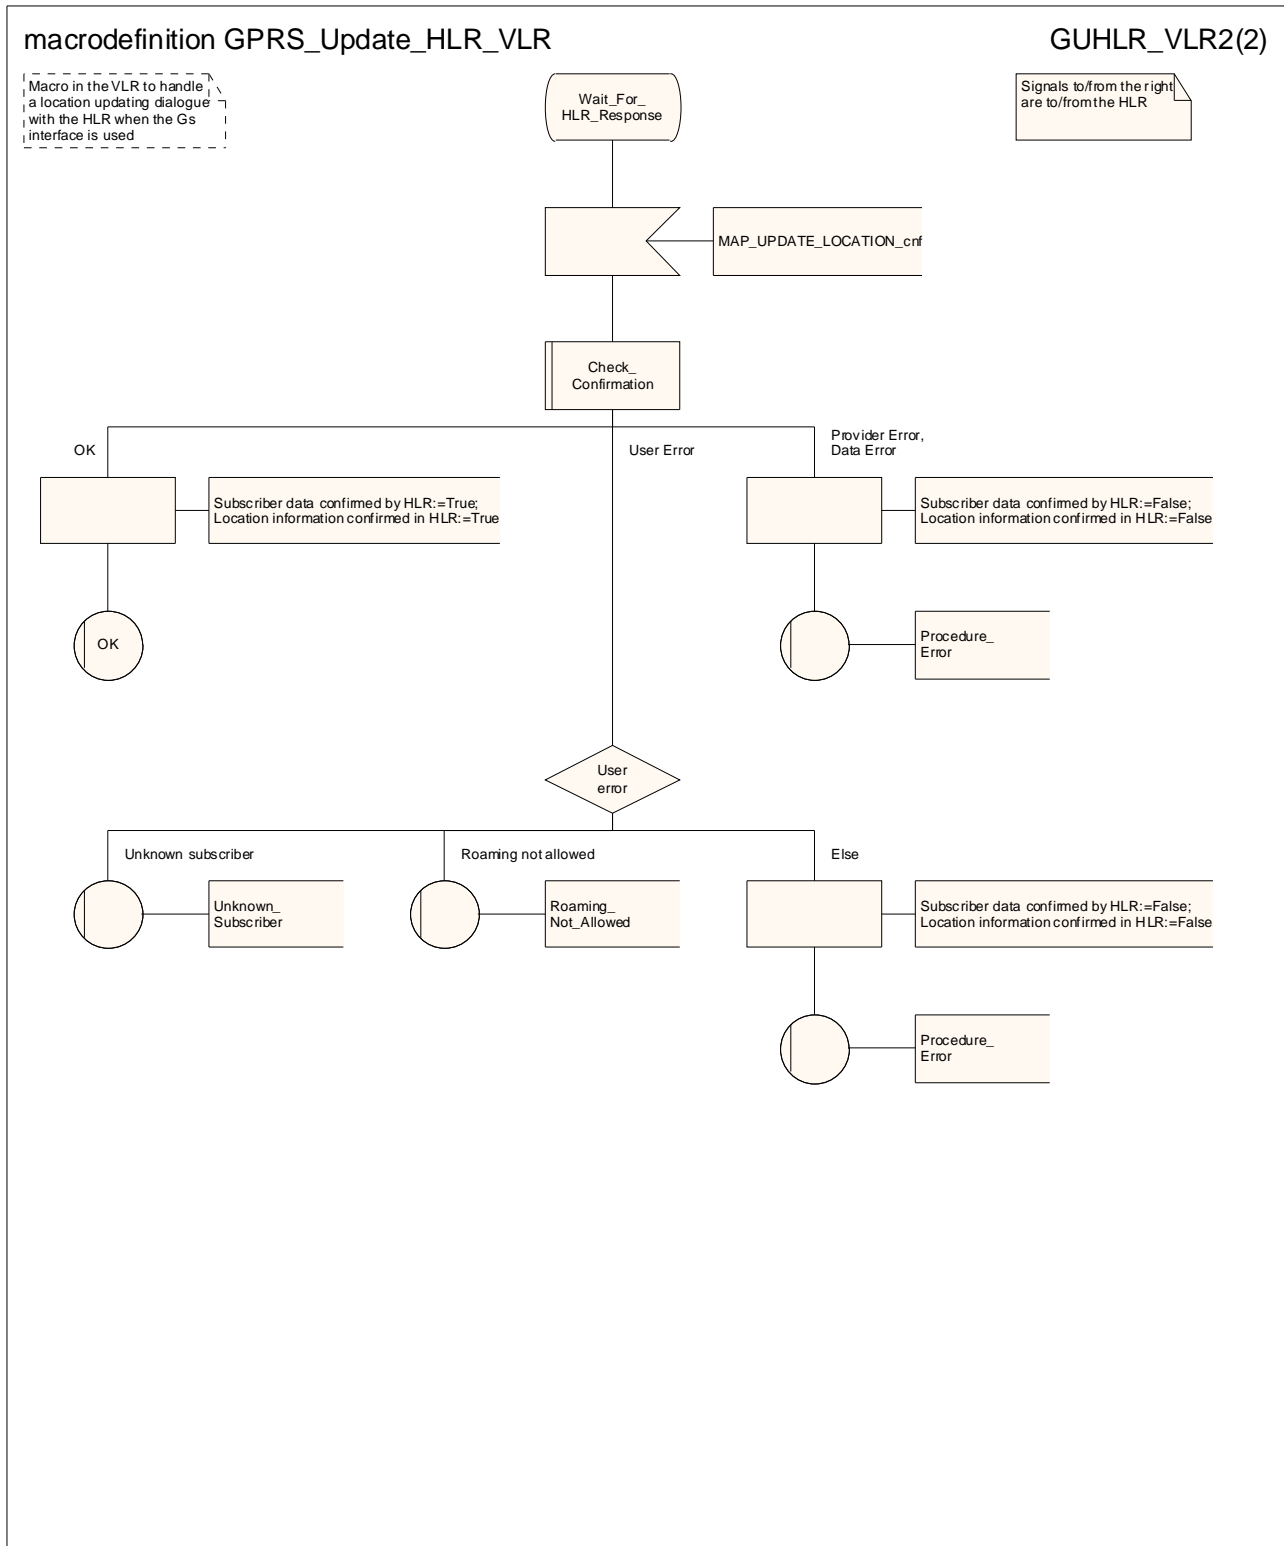 macrodefinition GPRS_Update_HLR_VLR
GUHLR_VLR2(2)
Macro in the VLR to handle
a location updating dialogue
with the HLR when the Gs
interface is used
Wait_For_
HLR_Response
Signals to/from the right
are to/from the HLR
MAP_UPDATE_LOCATION_cnf
Check_
Confirmation
OK
User Error
Provider Error,
Data Error
Subscriber data confirmed by HLR:=True;
Location information confirmed in HLR:=True
Subscriber data confirmed by HLR:=False;
Location information confirmed in HLR:=False
OK
Procedure_
Error
User
error
Unknown subscriber
Roaming not allowed
Else
Unknown_
Subscriber
Roaming_
Not_Allowed
Subscriber data confirmed by HLR:=False;
Location information confirmed in HLR:=False
Procedure_
Error